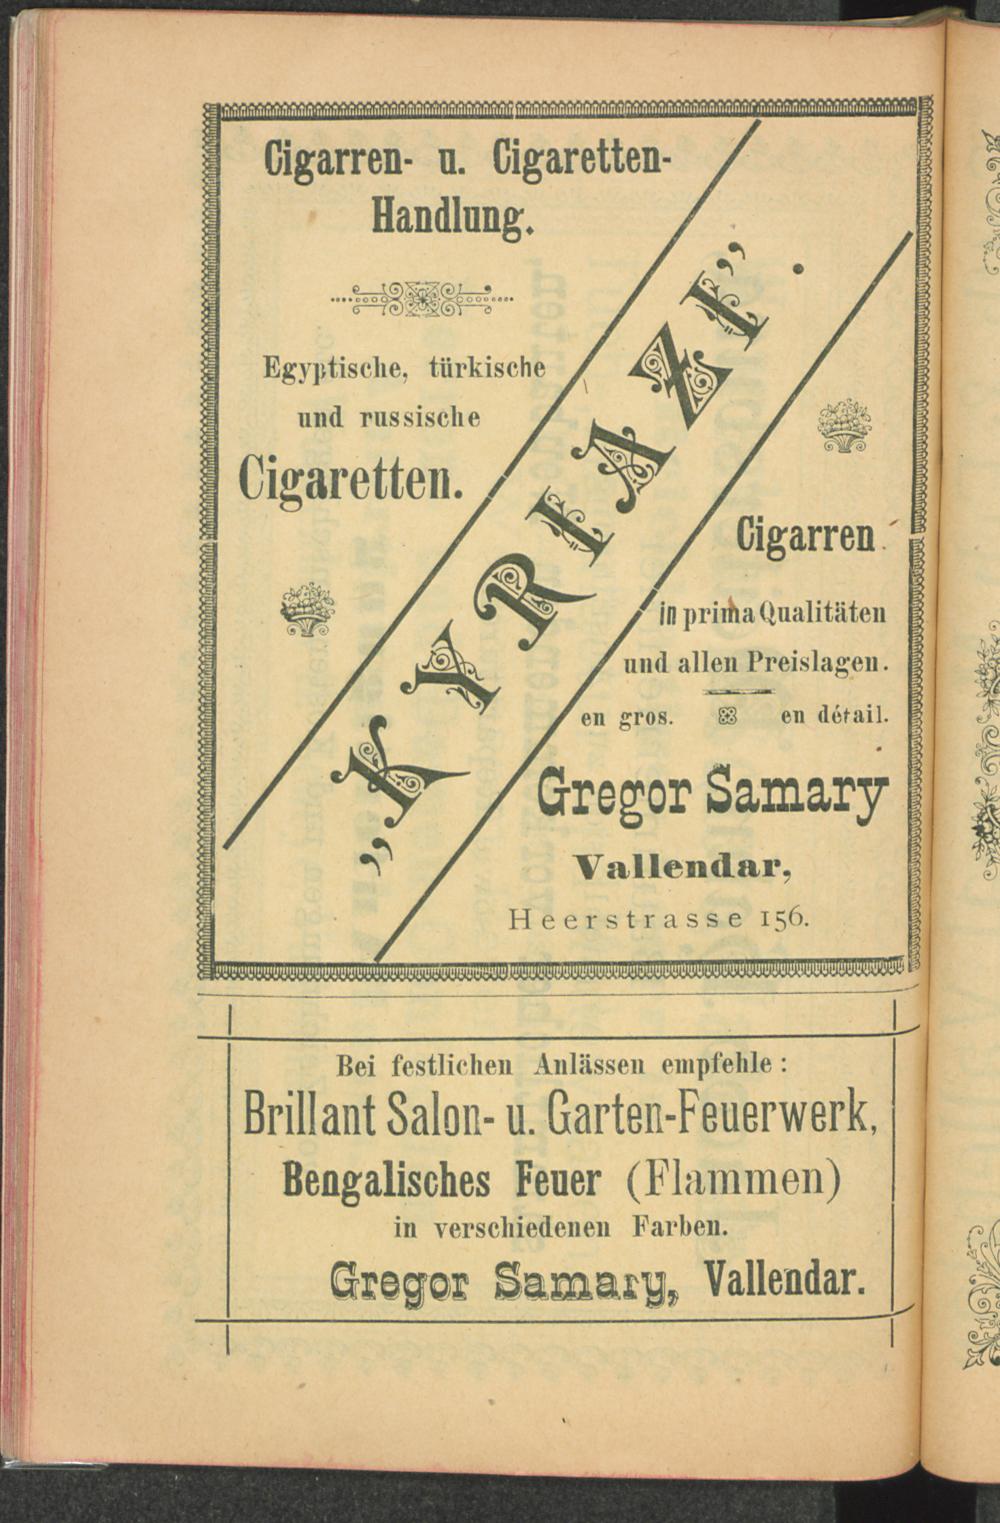 Cigarren- u. Cigaretten-
Handlung.
Egyptische, türkische
und russische
Cigaretten.
„KYRIAZI”.
Cigarren
in prima Qualitäten
und allen Preislagen.
en gros. en détail.
Gregor Samary
Vallendar,
Heerstrasse 156.
Bei festlichen Anlässen empfehle:
Brillant Salon- u. Garten-Feuerwerk,
Bengalisches Feuer (Flammen)
in verschiedenen Farben.
Gregor Samary, Vallendar.